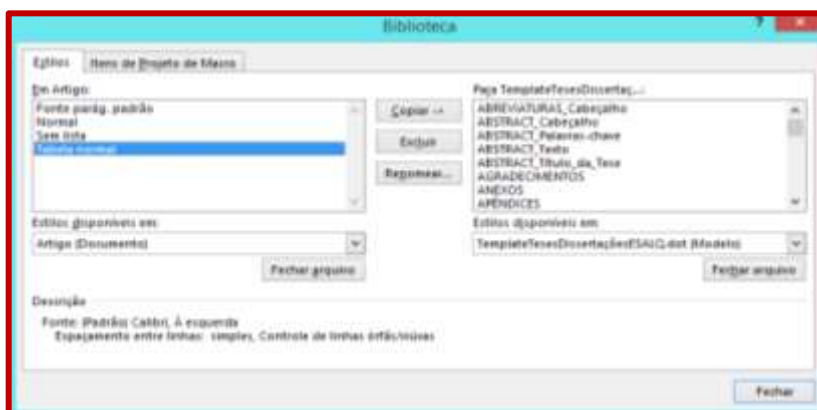 Biblioteca
Estilos
Itens de Projeto de Macro
Em Artigo:
Fonte parág. padrão
Normal
Sem lista
Tabela normal
Copiar ->
Excluir
Renomear...
Para TemplateTesesDissertaç...:
ABREVIATURAS_Cabeçalho
ABSTRACT_Cabeçalho
ABSTRACT_Palavras-chave
ABSTRACT_Texto
ABSTRACT_Título_da_Tese
AGRADECIMENTOS
ANEXOS
APÊNDICES
Estilos disponíveis em:
Artigo (Documento)
Fechar arquivo
Estilos disponíveis em:
TemplateTesesDissertaçõesESALQ.dot (Modelo)
Fechar arquivo
Descrição
Fonte: (Padrão) Calibri, À esquerda
Espaçamento entre linhas: simples, Controle de linhas órfãs/viúvas
Fechar